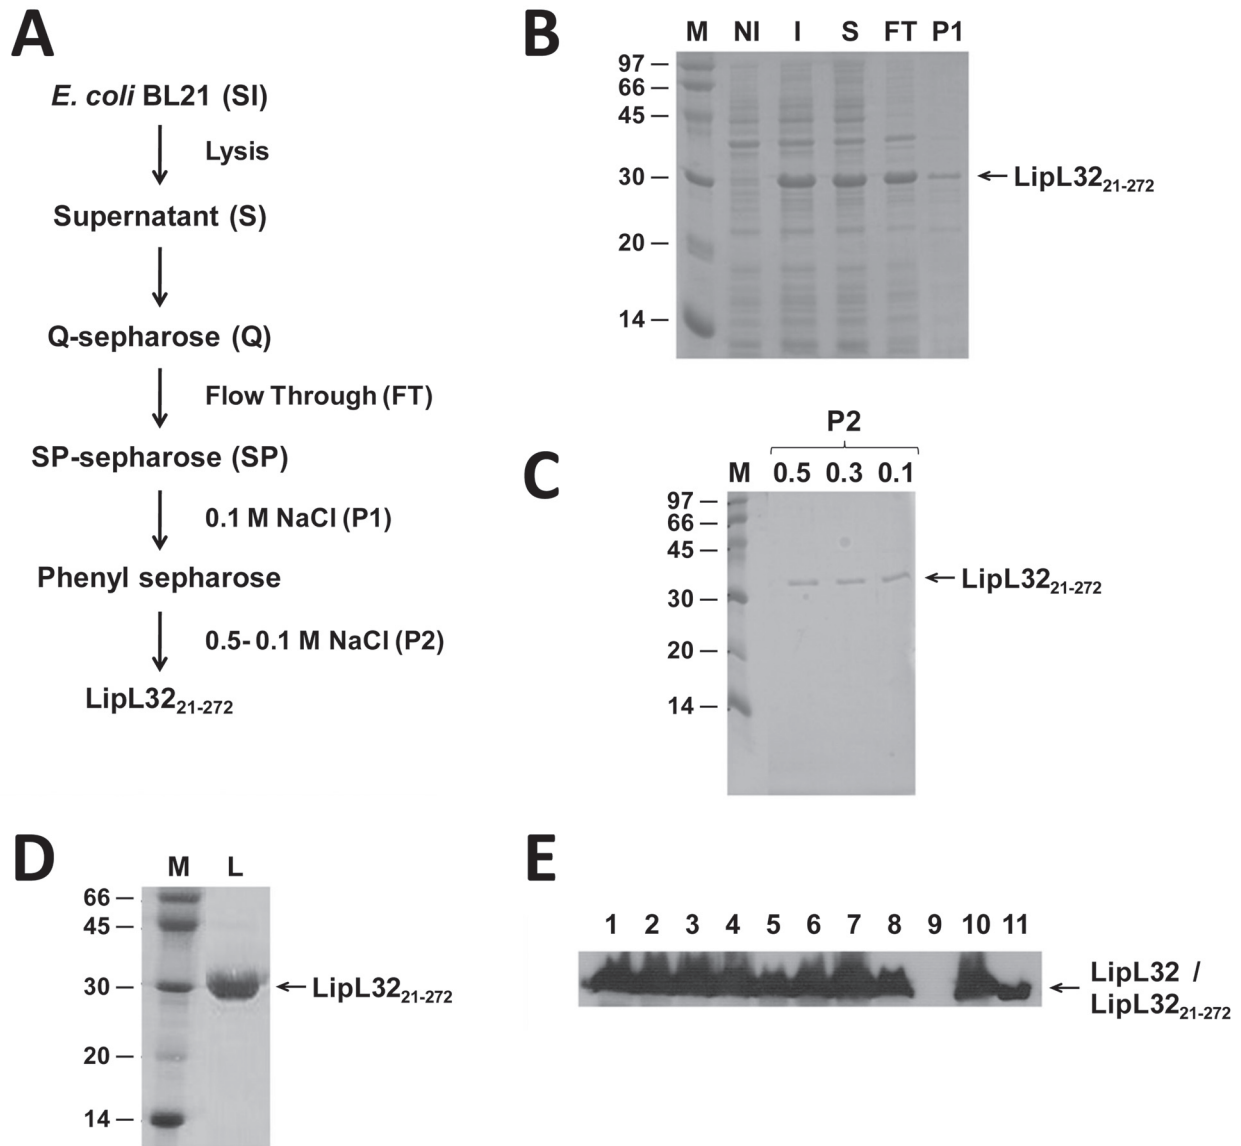 A
E. coli BL21 (SI)
Lysis
Supernatant (S)
Q-sepharose (Q)
Flow Through (FT)
SP-sepharose (SP)
0.1 M NaCl (P1)
Phenyl sepharose
0.5- 0.1 M NaCl (P2)
LipL32₂₁₋₂₇₂
B
M NI I S FT P1
97
66
45
30
20
14
LipL32₂₁₋₂₇₂
C
P2
M 0.5 0.3 0.1
97
66
45
30
20
14
LipL32₂₁₋₂₇₂
D
M L
66
45
30
20
14
LipL32₂₁₋₂₇₂
E
1 2 3 4 5 6 7 8 9 10 11
LipL32 /
LipL32₂₁₋₂₇₂